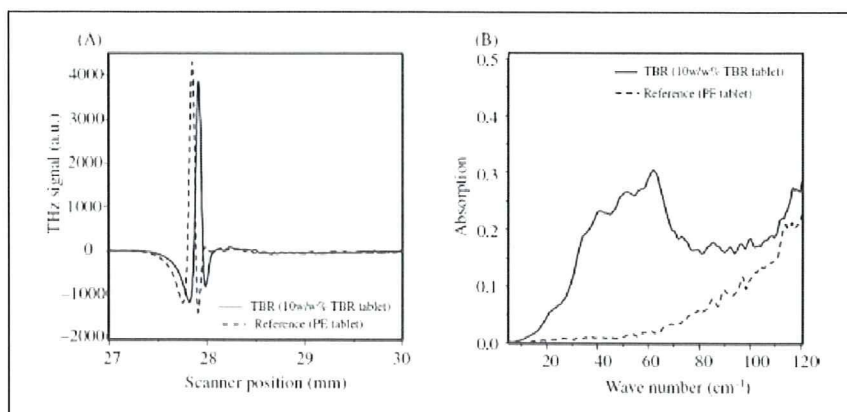 (A)
4000
3000
2000
1000
0
−1000
−2000
THz signal (a.u.)
TBR (10w/w% TBR tablet)
Reference (PE tablet)
27
28
29
30
Scanner position (mm)
(B)
0.5
0.4
0.3
0.2
0.1
0.0
Absorption
TBR (10w/w% TBR tablet)
Reference (PE tablet)
20
40
60
80
100
120
Wave number (cm⁻¹)